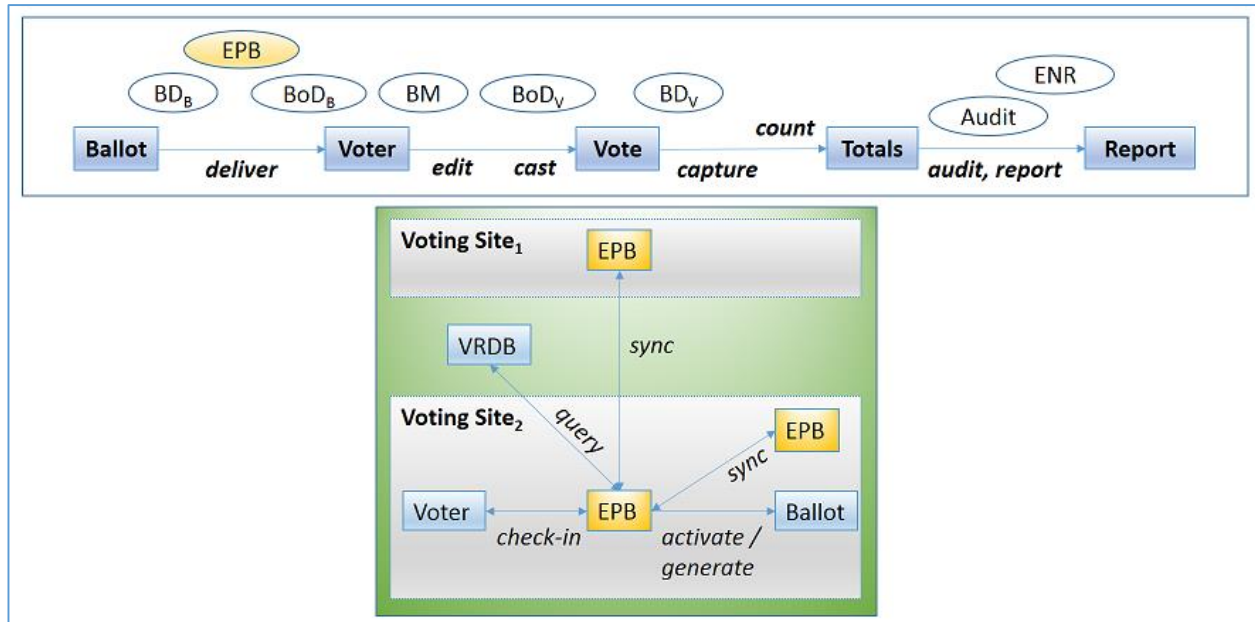 EPB
ENR
BD_B
BoD_B
BM
BoD_V
BD_V
Audit
count
Ballot
Voter
Vote
Totals
Report
deliver
edit
cast
capture
audit, report
Voting Site_1
EPB
VRDB
sync
Voting Site_2
query
EPB
sync
Voter
EPB
Ballot
check-in
activate /
generate